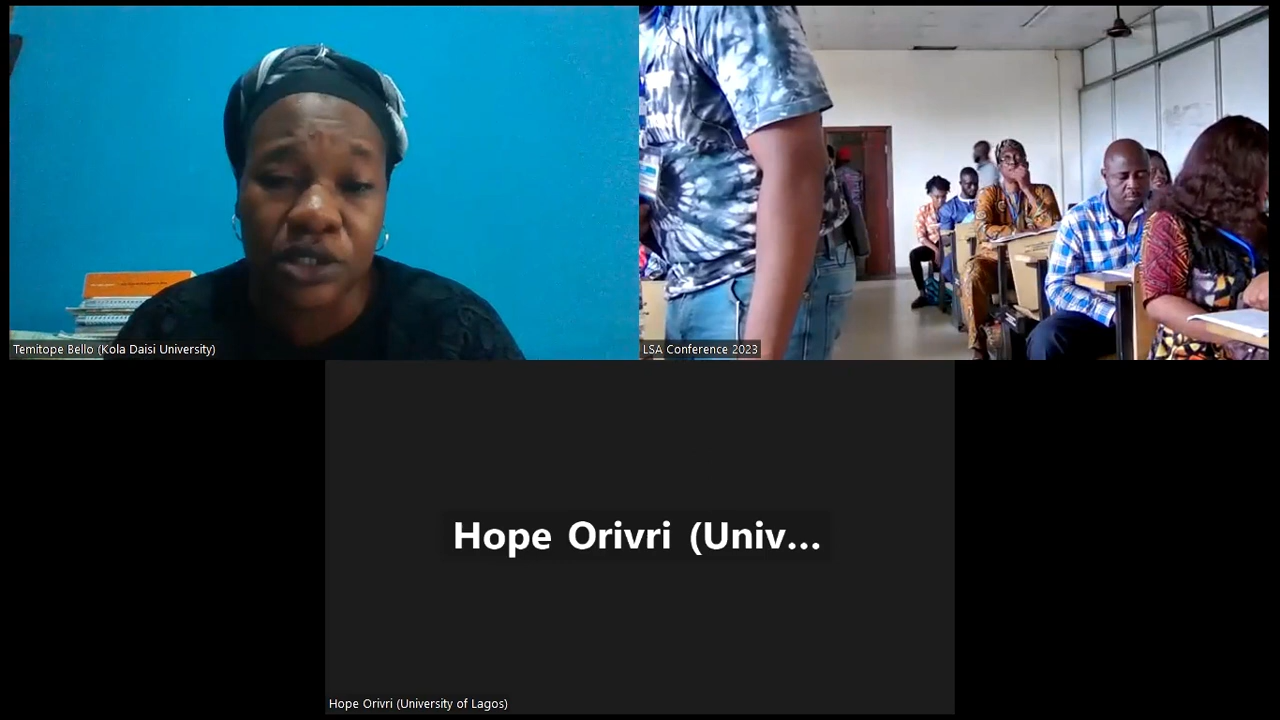 Temitope Bello (Kola Daisi University)
LSA Conference 2023
Hope Orivri (Univ...
Hope Orivri (University of Lagos)